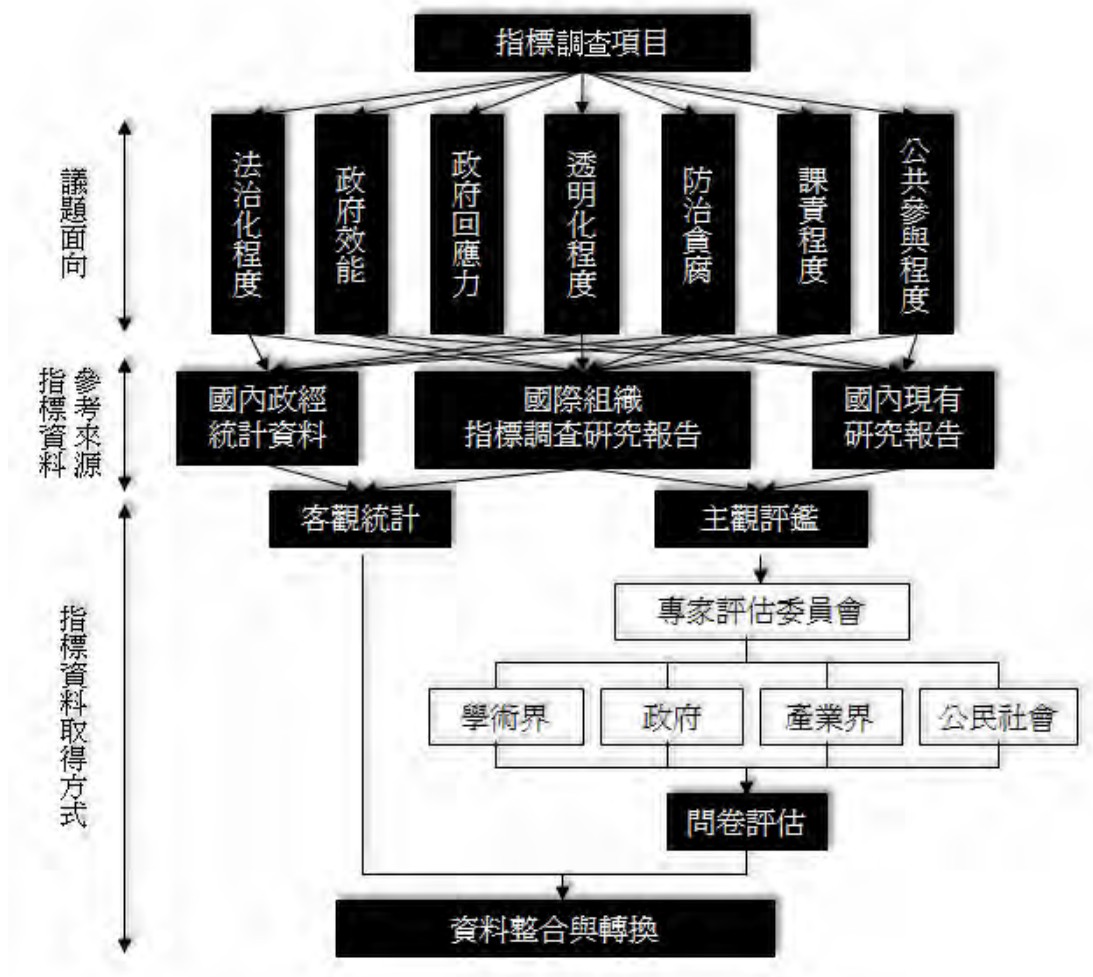 指標調查項目
議題面向
法治化程度
政府效能
政府回應力
透明化程度
防治貪腐
課責程度
公共參與程度
參考來源
指標資料
國內政經
統計資料
國際組織
指標調查研究報告
國內現有
研究報告
指標資料取得方式
客觀統計
主觀評鑑
專家評估委員會
學術界
政府
產業界
公民社會
問卷評估
資料整合與轉換